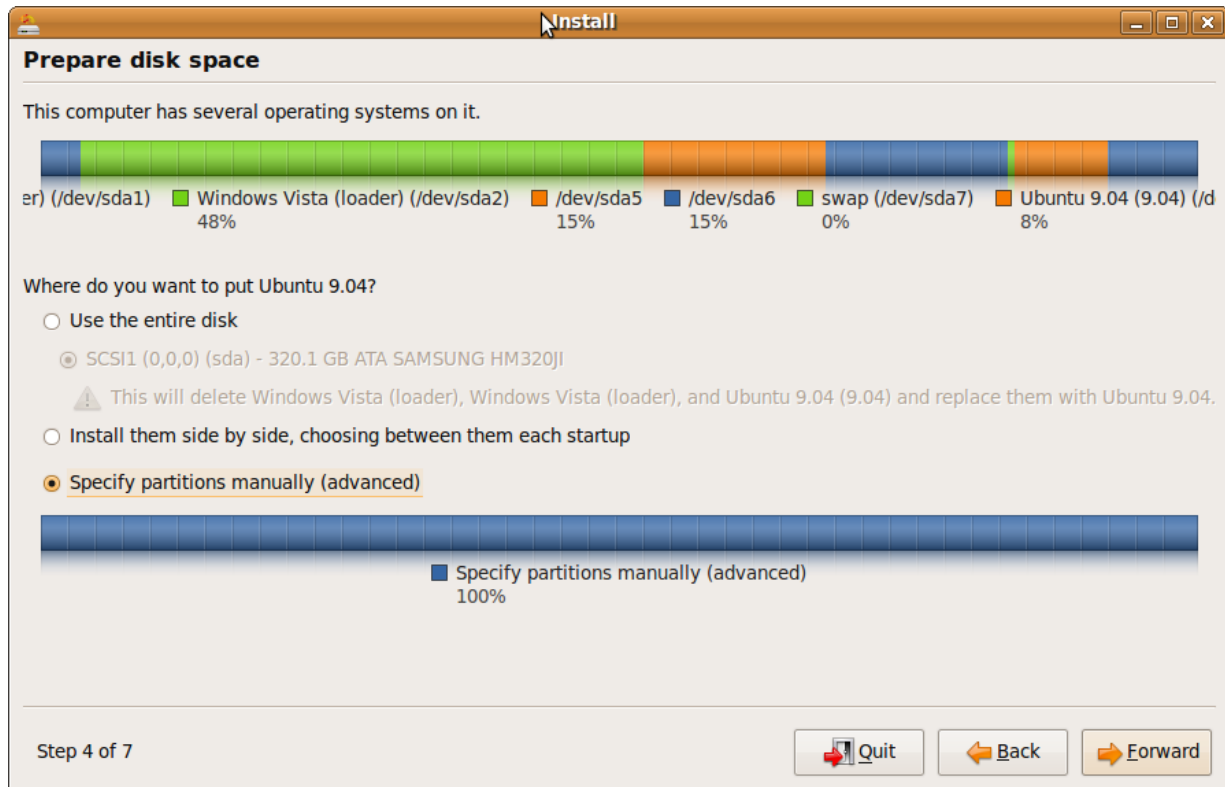 Install
Prepare disk space
This computer has several operating systems on it.
er) (/dev/sda1) Windows Vista (loader) (/dev/sda2) /dev/sda5 /dev/sda6 swap (/dev/sda7) Ubuntu 9.04 (9.04) (/d
48% 15% 15% 0% 8%
Where do you want to put Ubuntu 9.04?
Use the entire disk
SCSI1 (0,0,0) (sda) - 320.1 GB ATA SAMSUNG HM320JI
This will delete Windows Vista (loader), Windows Vista (loader), and Ubuntu 9.04 (9.04) and replace them with Ubuntu 9.04.
Install them side by side, choosing between them each startup
Specify partitions manually (advanced)
Specify partitions manually (advanced)
100%
Step 4 of 7 Quit Back Forward